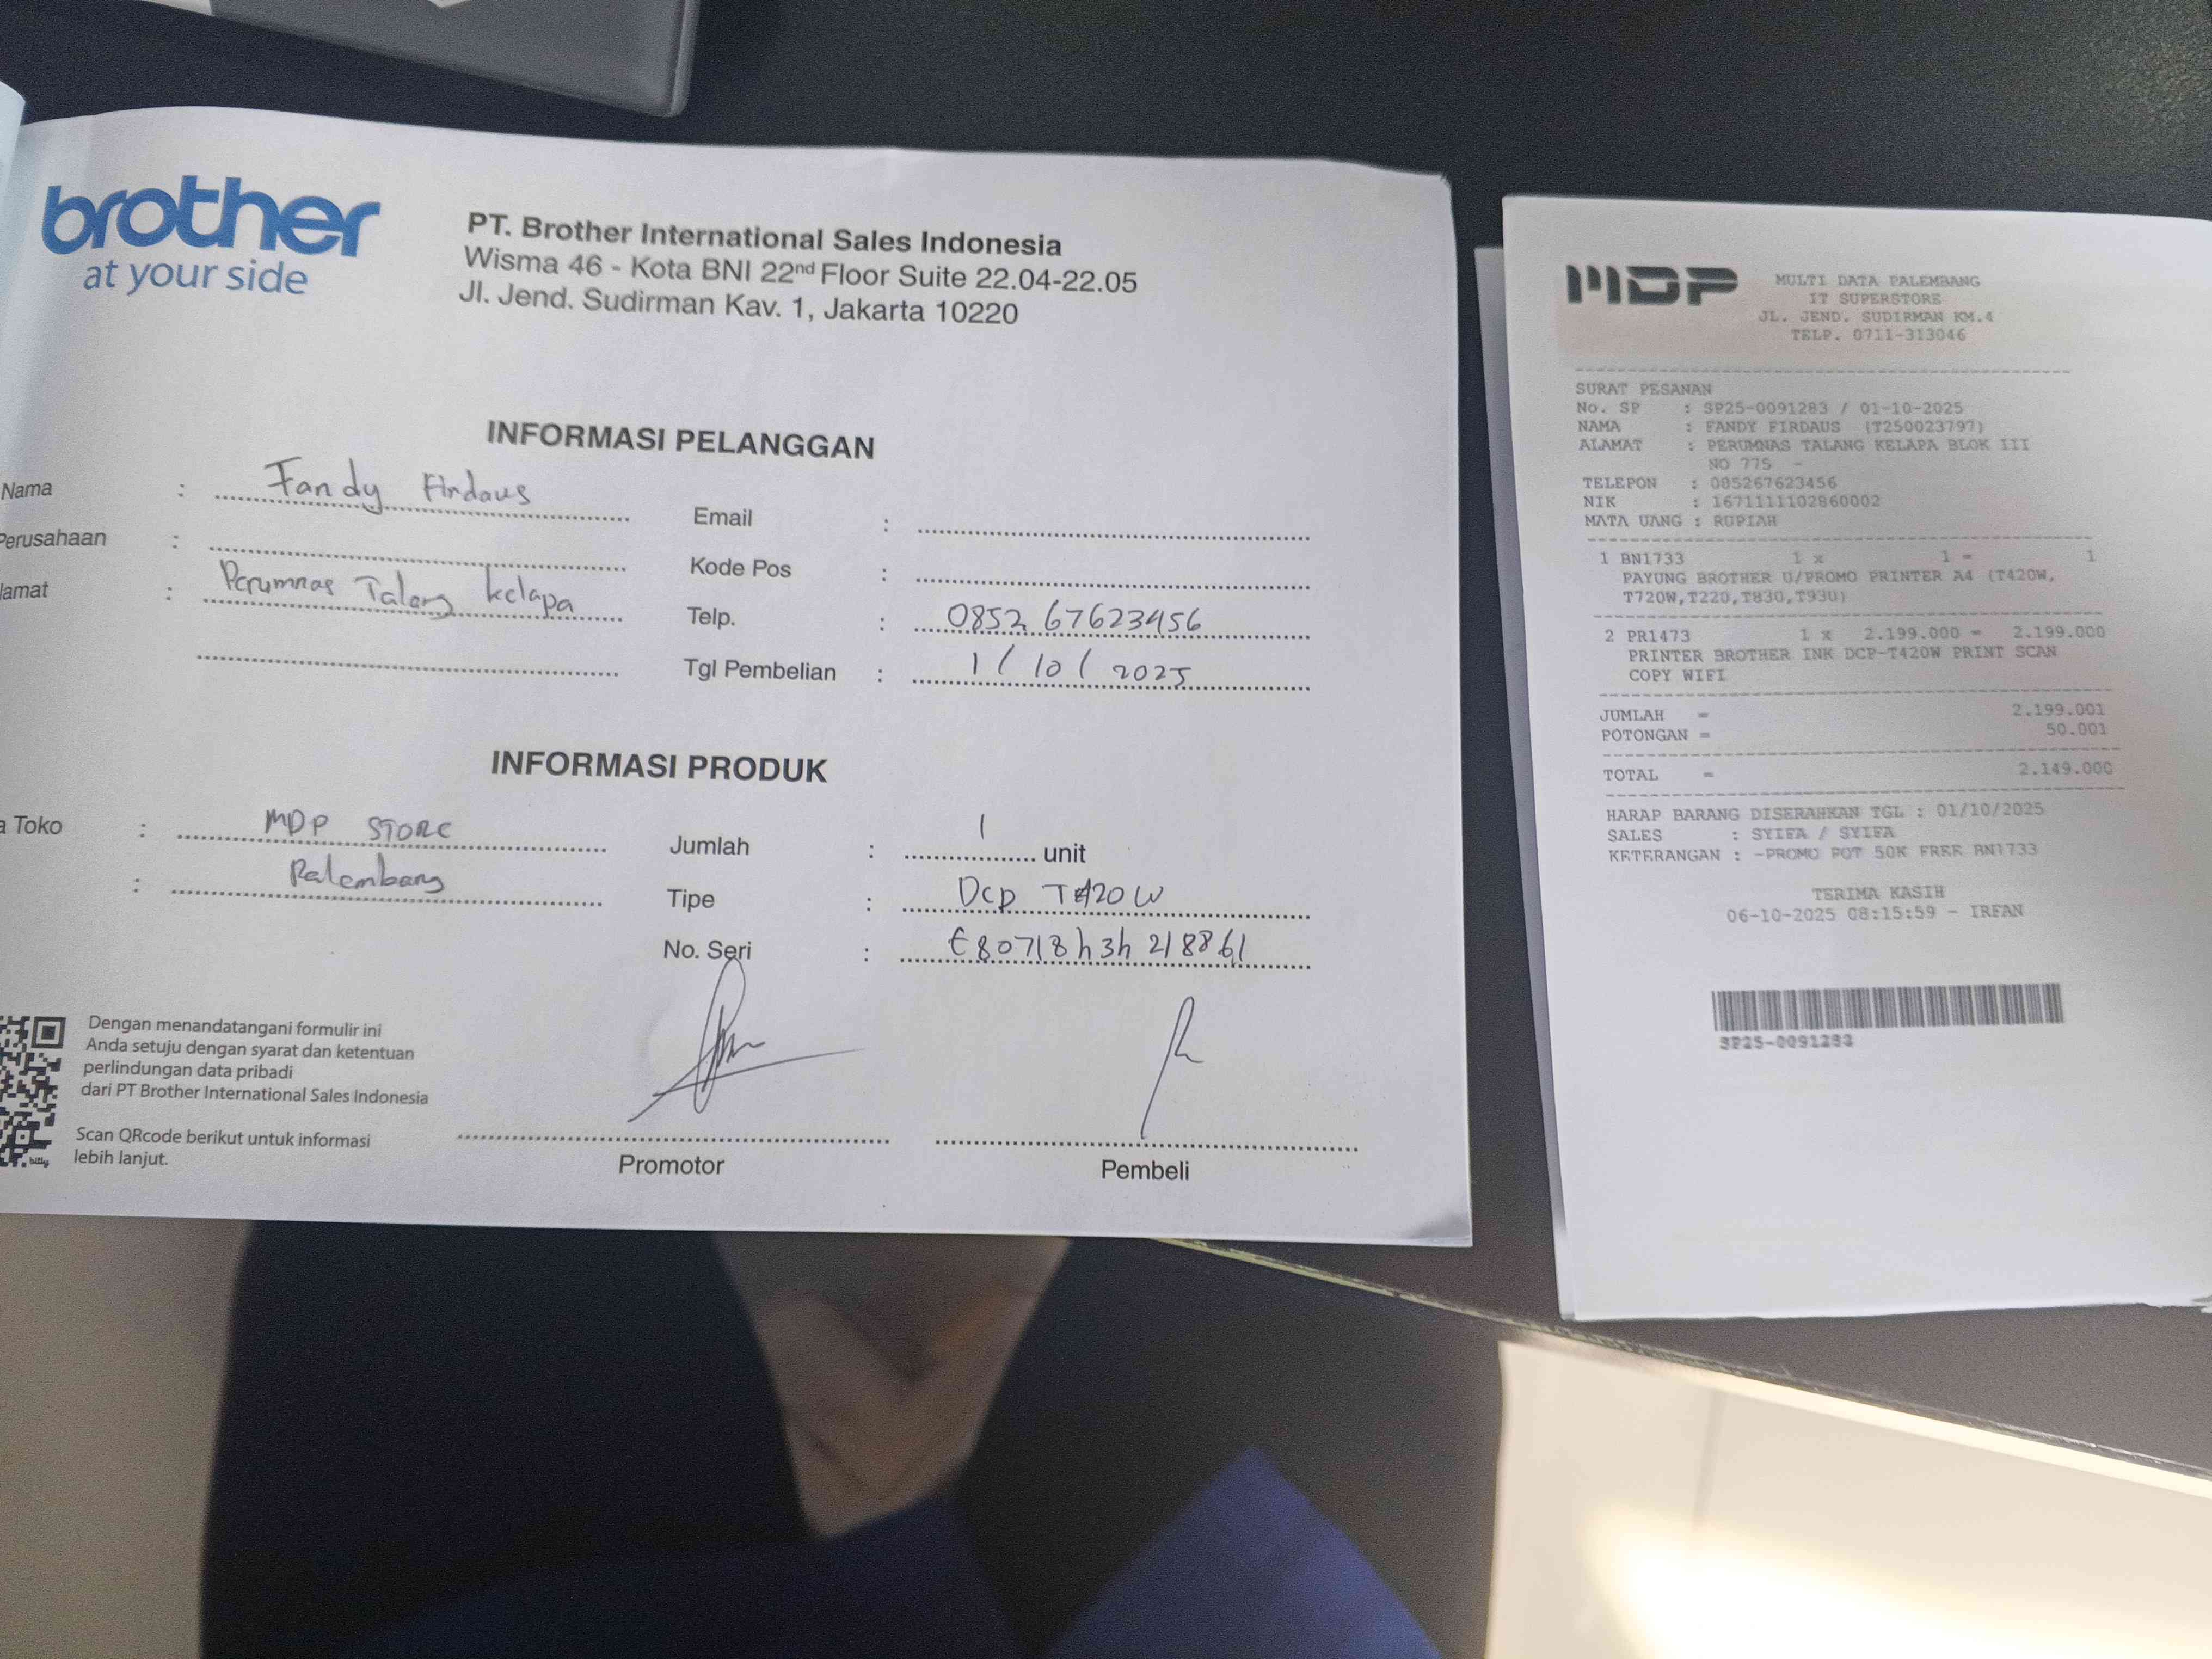 brother
at your side
PT. Brother International Sales Indonesia
Wisma 46 - Kota BNI 22nd Floor Suite 22.04-22.05
Jl. Jend. Sudirman Kav. 1, Jakarta 10220
INFORMASI PELANGGAN
Nama : Fandy Firdaus
Perusahaan :
lamat : Perumnas Talang kelapa
Email :
Kode Pos :
Telp. : 0852 67623456
Tgl Pembelian : 1 / 10 / 2025
INFORMASI PRODUK
a Toko : MDP STORE
: Palembang
Jumlah : 1 unit
Tipe : DCP T420W
No. Seri : E80718h3h218861
Dengan menandatangani formulir ini
Anda setuju dengan syarat dan ketentuan
perlindungan data pribadi
dari PT Brother International Sales Indonesia
Scan QRcode berikut untuk informasi
lebih lanjut.
bitly
Promotor
Pembeli
MDP
MULTI DATA PALEMBANG
IT SUPERSTORE
JL. JEND. SUDIRMAN KM.4
TELP. 0711-313046
SURAT PESANAN
No. SP : SP25-0091283 / 01-10-2025
NAMA : FANDY FIRDAUS (T250023797)
ALAMAT : PERUMNAS TALANG KELAPA BLOK III
NO 775 -
TELEPON : 085267623456
NIK : 1671111102860002
MATA UANG : RUPIAH
1 BN1733 1 x 1 = 1
PAYUNG BROTHER U/PROMO PRINTER A4 (T420W,
T720W,T220,T830,T930)
2 PR1473 1 x 2.199.000 = 2.199.000
PRINTER BROTHER INK DCP-T420W PRINT SCAN
COPY WIFI
JUMLAH = 2.199.001
POTONGAN = 50.001
TOTAL = 2.149.000
HARAP BARANG DISERAHKAN TGL : 01/10/2025
SALES : SYIFA / SYIFA
KETERANGAN : -PROMO POT 50K FREE BN1733
TERIMA KASIH
06-10-2025 08:15:59 - IRFAN
SP25-0091283